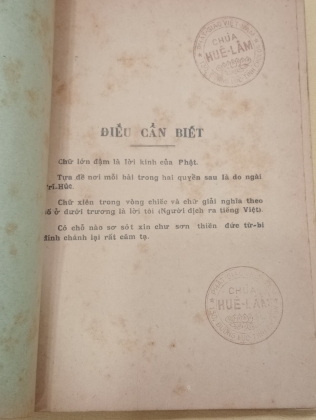 CHÙA
HUỆ-LÂM
ĐIỀU CẦN BIẾT
Chữ lớn đậm là lời kinh của Phật.
Tựa đề nơi mỗi bài trong hai quyển sau là do ngài
Trí-Húc.
Chữ xiên trong vòng chiếc và chữ giải nghĩa theo
số ở dưới trương là lời tôi (Người dịch ra tiếng Việt).
Có chỗ nào sơ sót xin chư sơn thiền đức từ-bi
đính chánh lại rất cảm tạ.
CHÙA
HUỆ-LÂM